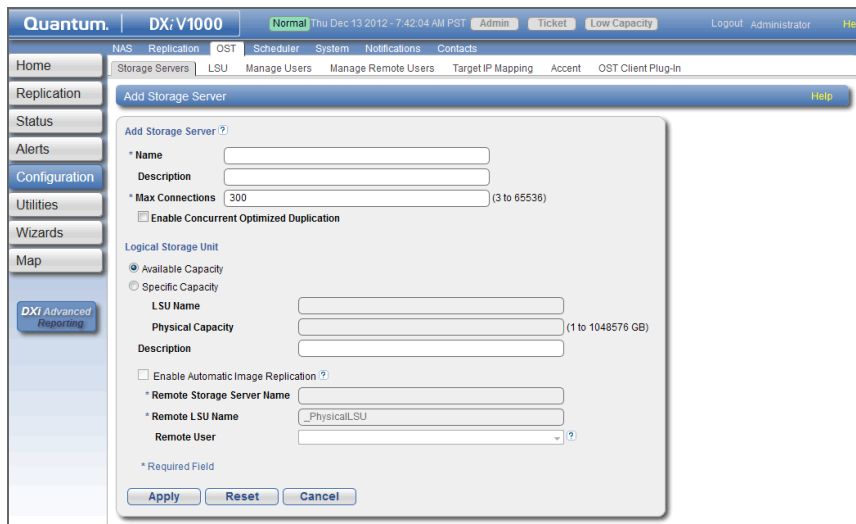 Quantum. DXiV1000 Normal Thu Dec 13 2012 - 7:42:04 AM PST Admin Ticket Low Capacity Logout Administrator He
NAS Replication OST Scheduler System Notifications Contacts
Storage Servers LSU Manage Users Manage Remote Users Target IP Mapping Accent OST Client Plug-In
Home
Replication
Status
Alerts
Configuration
Utilities
Wizards
Map
DXi Advanced
Reporting
Add Storage Server Help
Add Storage Server ?
* Name
Description
* Max Connections 300 (3 to 65536)
Enable Concurrent Optimized Duplication
Logical Storage Unit
Available Capacity
Specific Capacity
LSU Name
Physical Capacity (1 to 1048576 GB)
Description
Enable Automatic Image Replication ?
* Remote Storage Server Name
* Remote LSU Name _PhysicalLSU
Remote User ?
* Required Field
Apply Reset Cancel